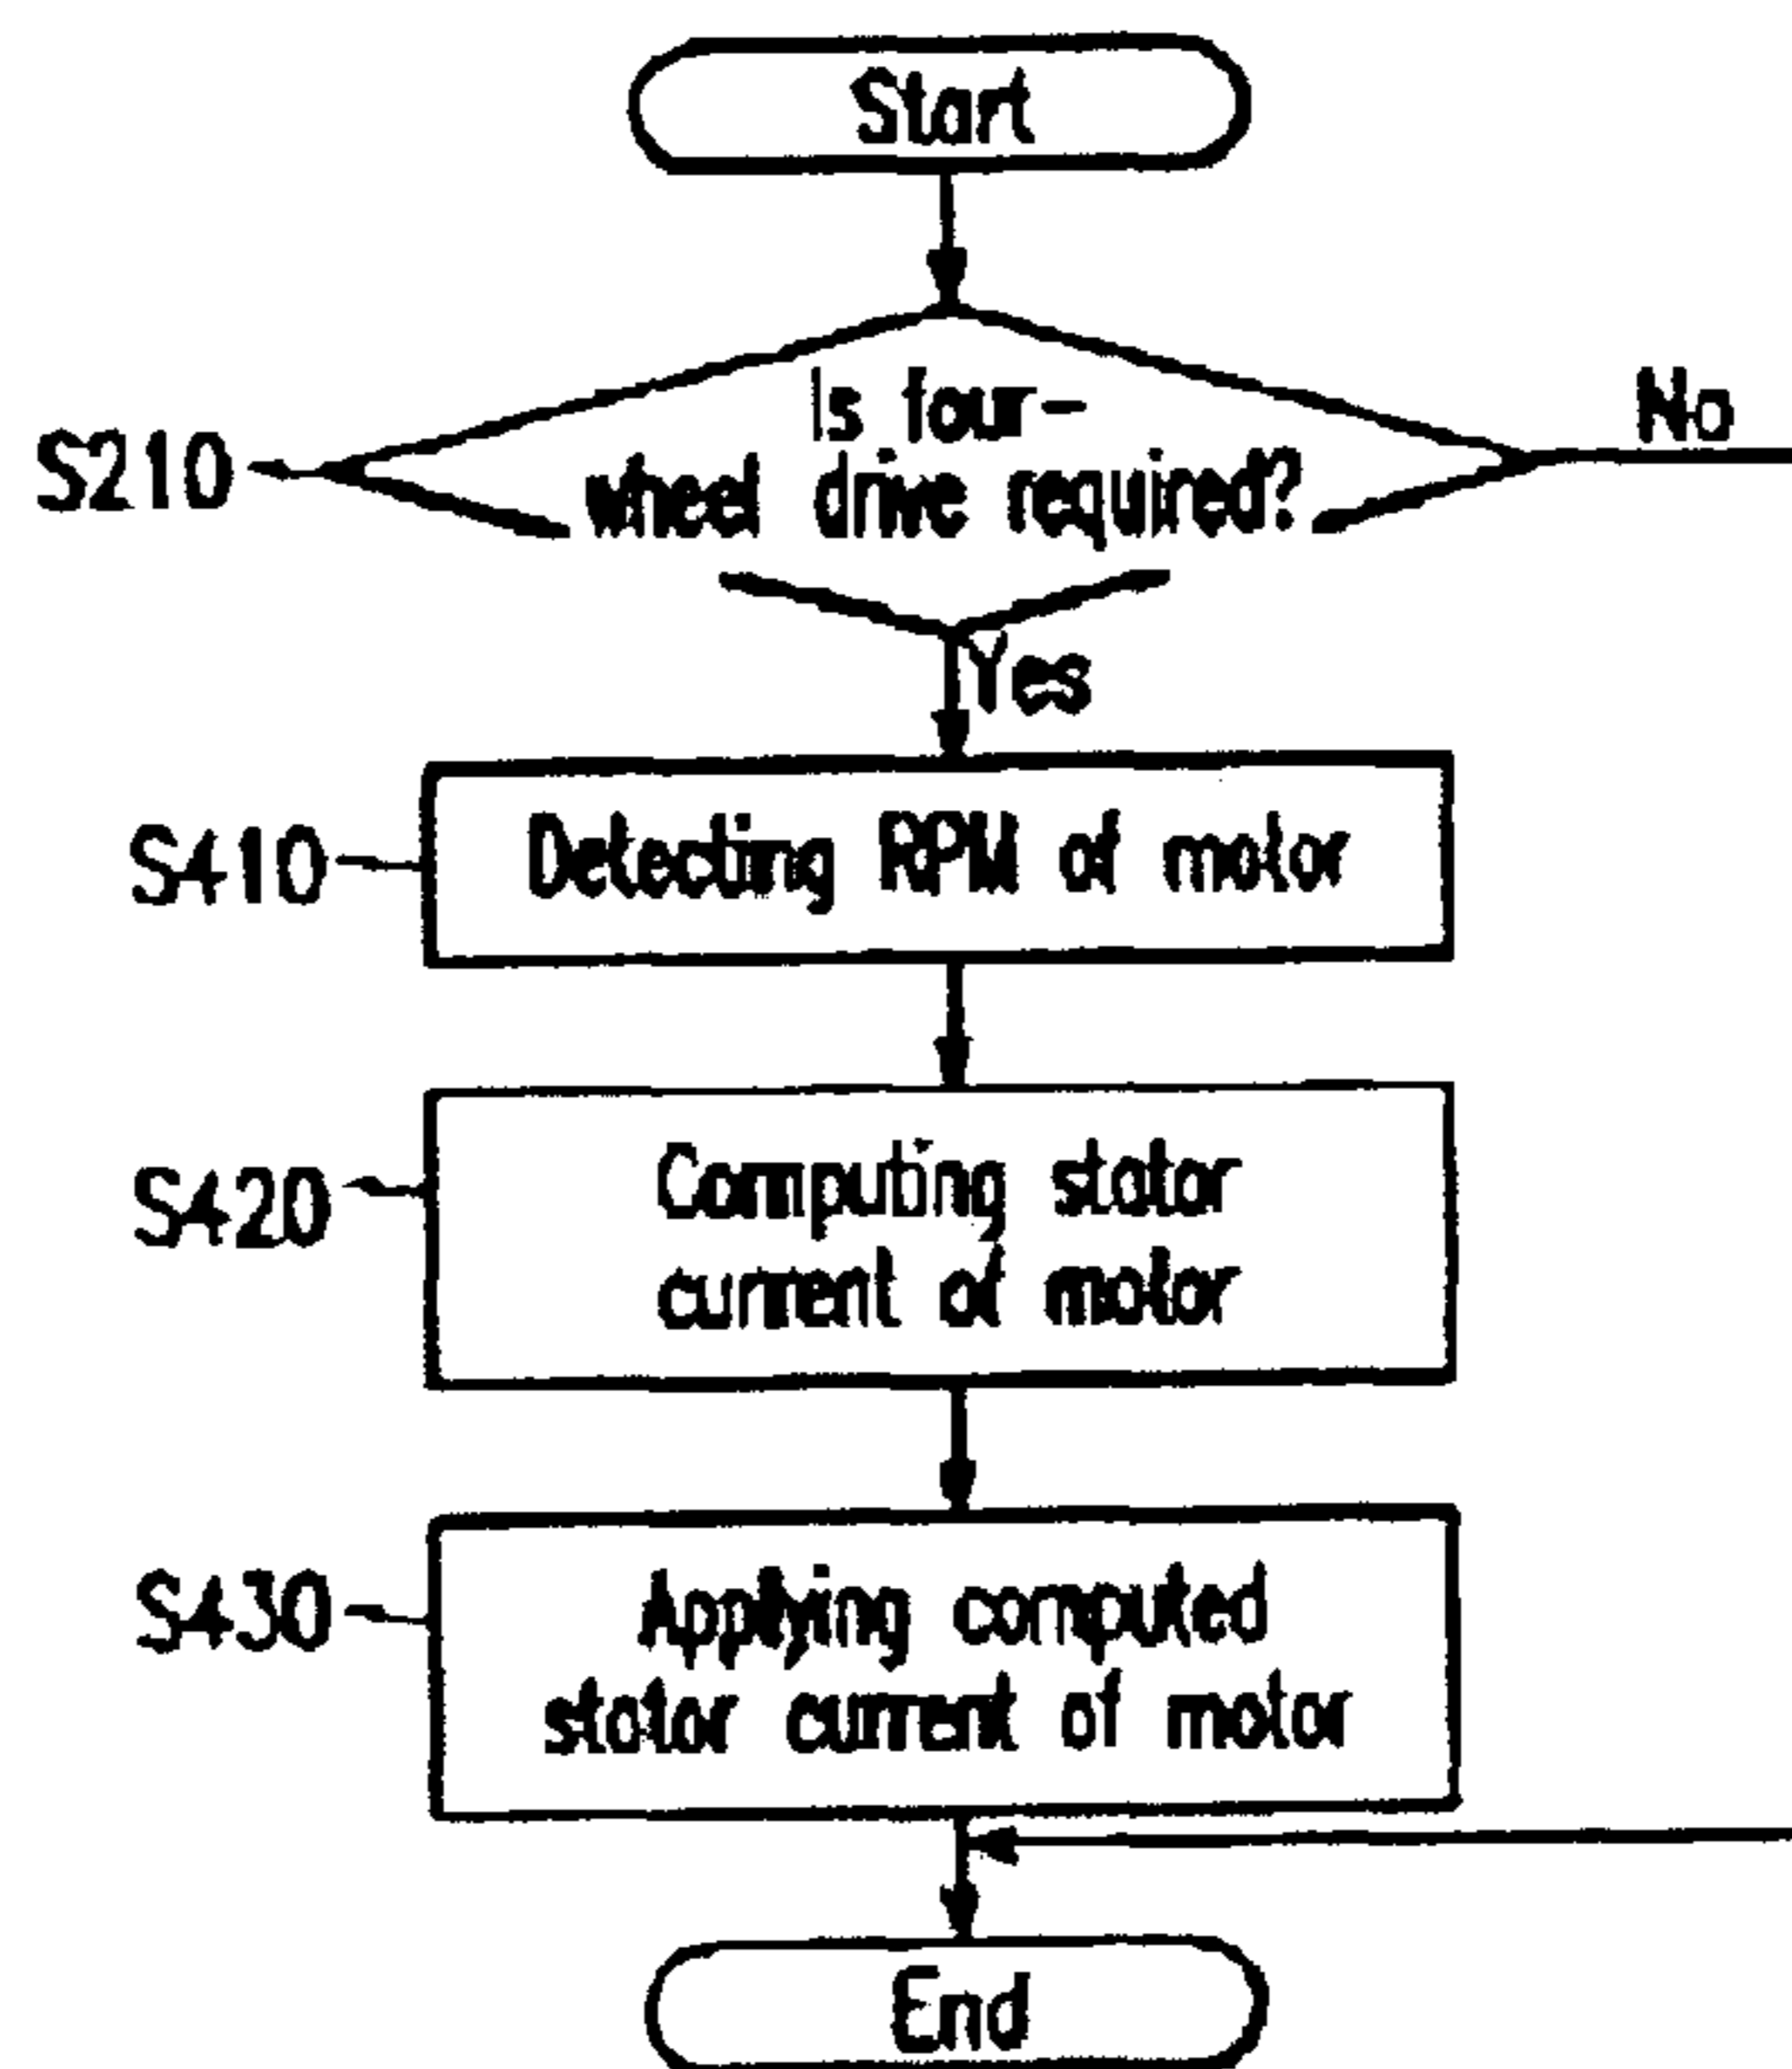 Start
Is four-
No
S210
wheel drive required?
Yes
S410
Detecting RPM of motor
S420
Computing stator
current of motor
S430
Applying computed
stator current of motor
End